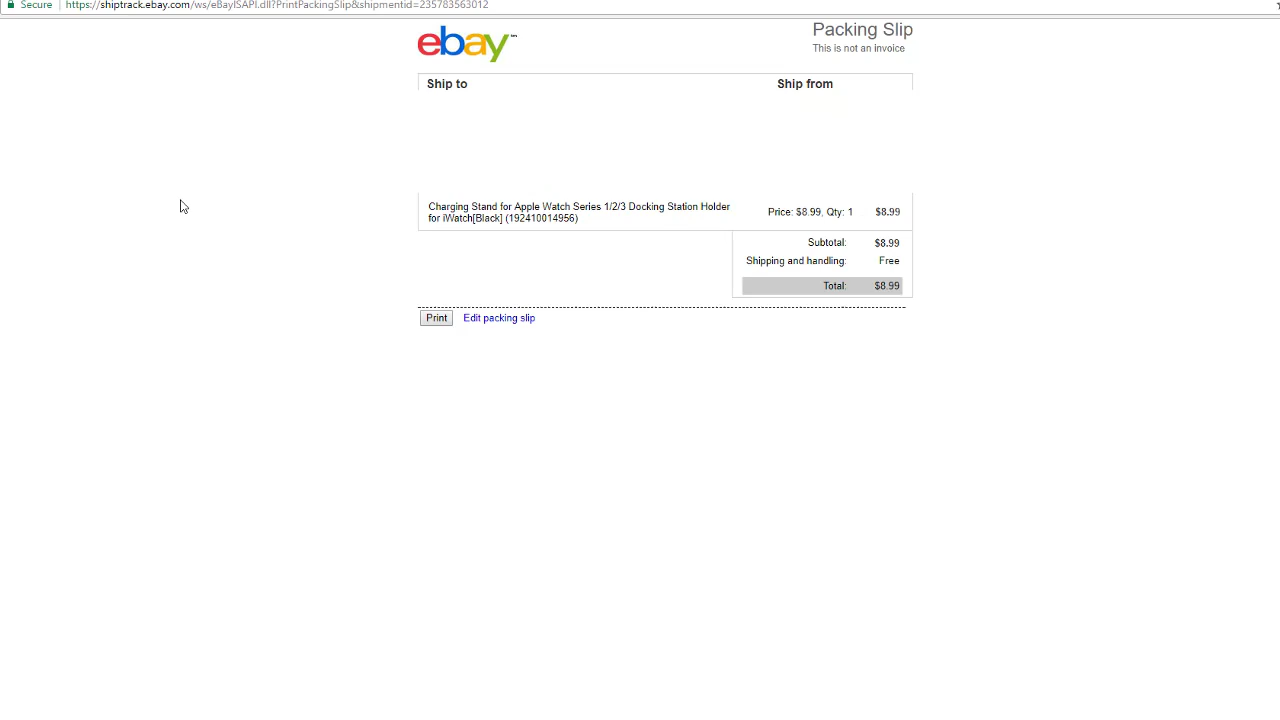 Secure https://shiptrack.ebay.com/ws/eBayISAPI.dll?PrintPackingSlip&shipmentid=235783563012
ebay™
Packing Slip
This is not an invoice
Ship to Ship from
Charging Stand for Apple Watch Series 1/2/3 Docking Station Holder
for iWatch[Black] (192410014956)
Price: $8.99, Qty: 1 $8.99
Subtotal: $8.99
Shipping and handling: Free
Total: $8.99
Print Edit packing slip